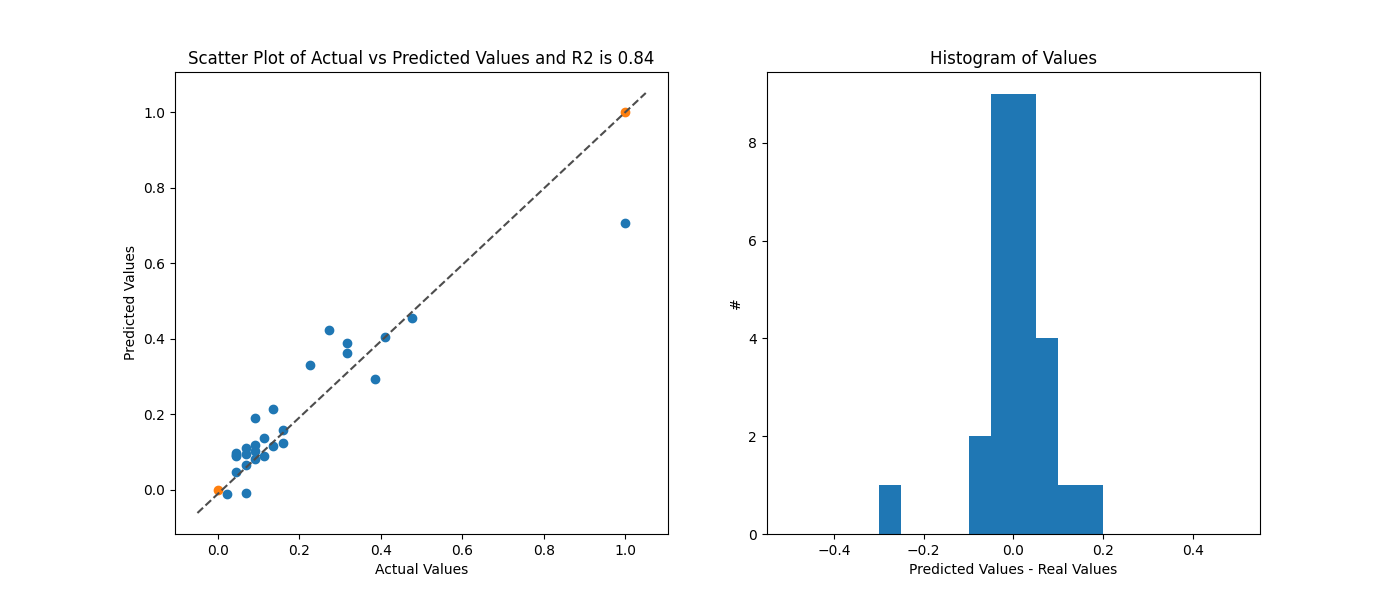 Scatter Plot of Actual vs Predicted Values and R2 is 0.84
1.0
0.8
0.6
0.4
0.2
0.0
Predicted Values
0.0 0.2 0.4 0.6 0.8 1.0
Actual Values
Histogram of Values
8
6
4
2
0
#
−0.4 −0.2 0.0 0.2 0.4
Predicted Values - Real Values